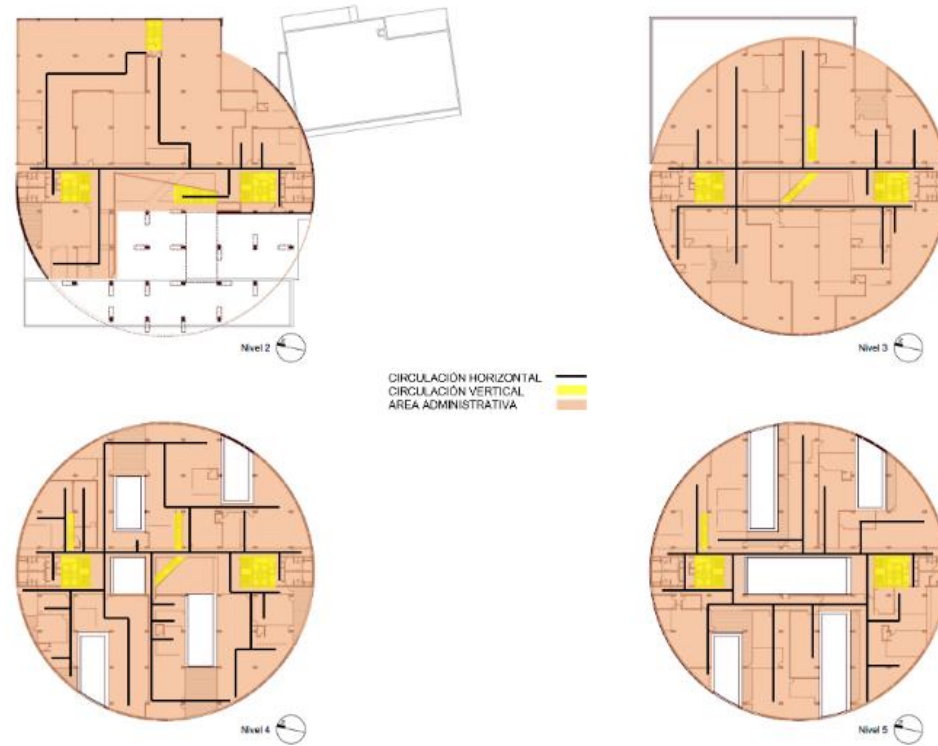 Nivel 2
Nivel 3
CIRCULACIÓN HORIZONTAL
CIRCULACIÓN VERTICAL
AREA ADMINISTRATIVA
Nivel 4
Nivel 5